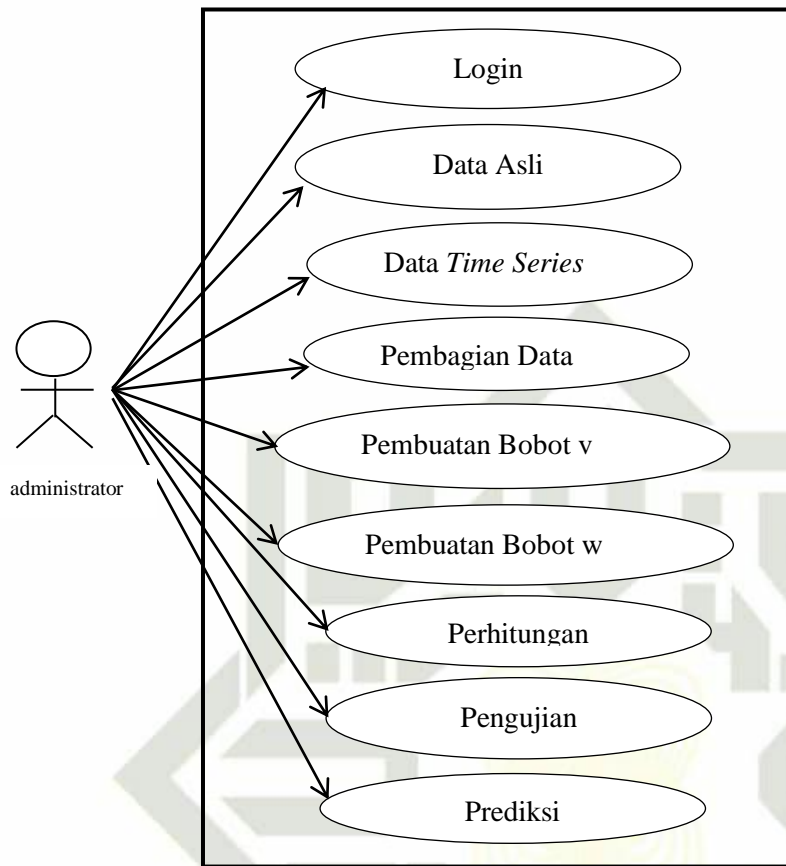 Login
Data Asli
Data Time Series
Pembagian Data
Pembuatan Bobot v
administrator
Pembuatan Bobot w
Perhitungan
Pengujian
Prediksi